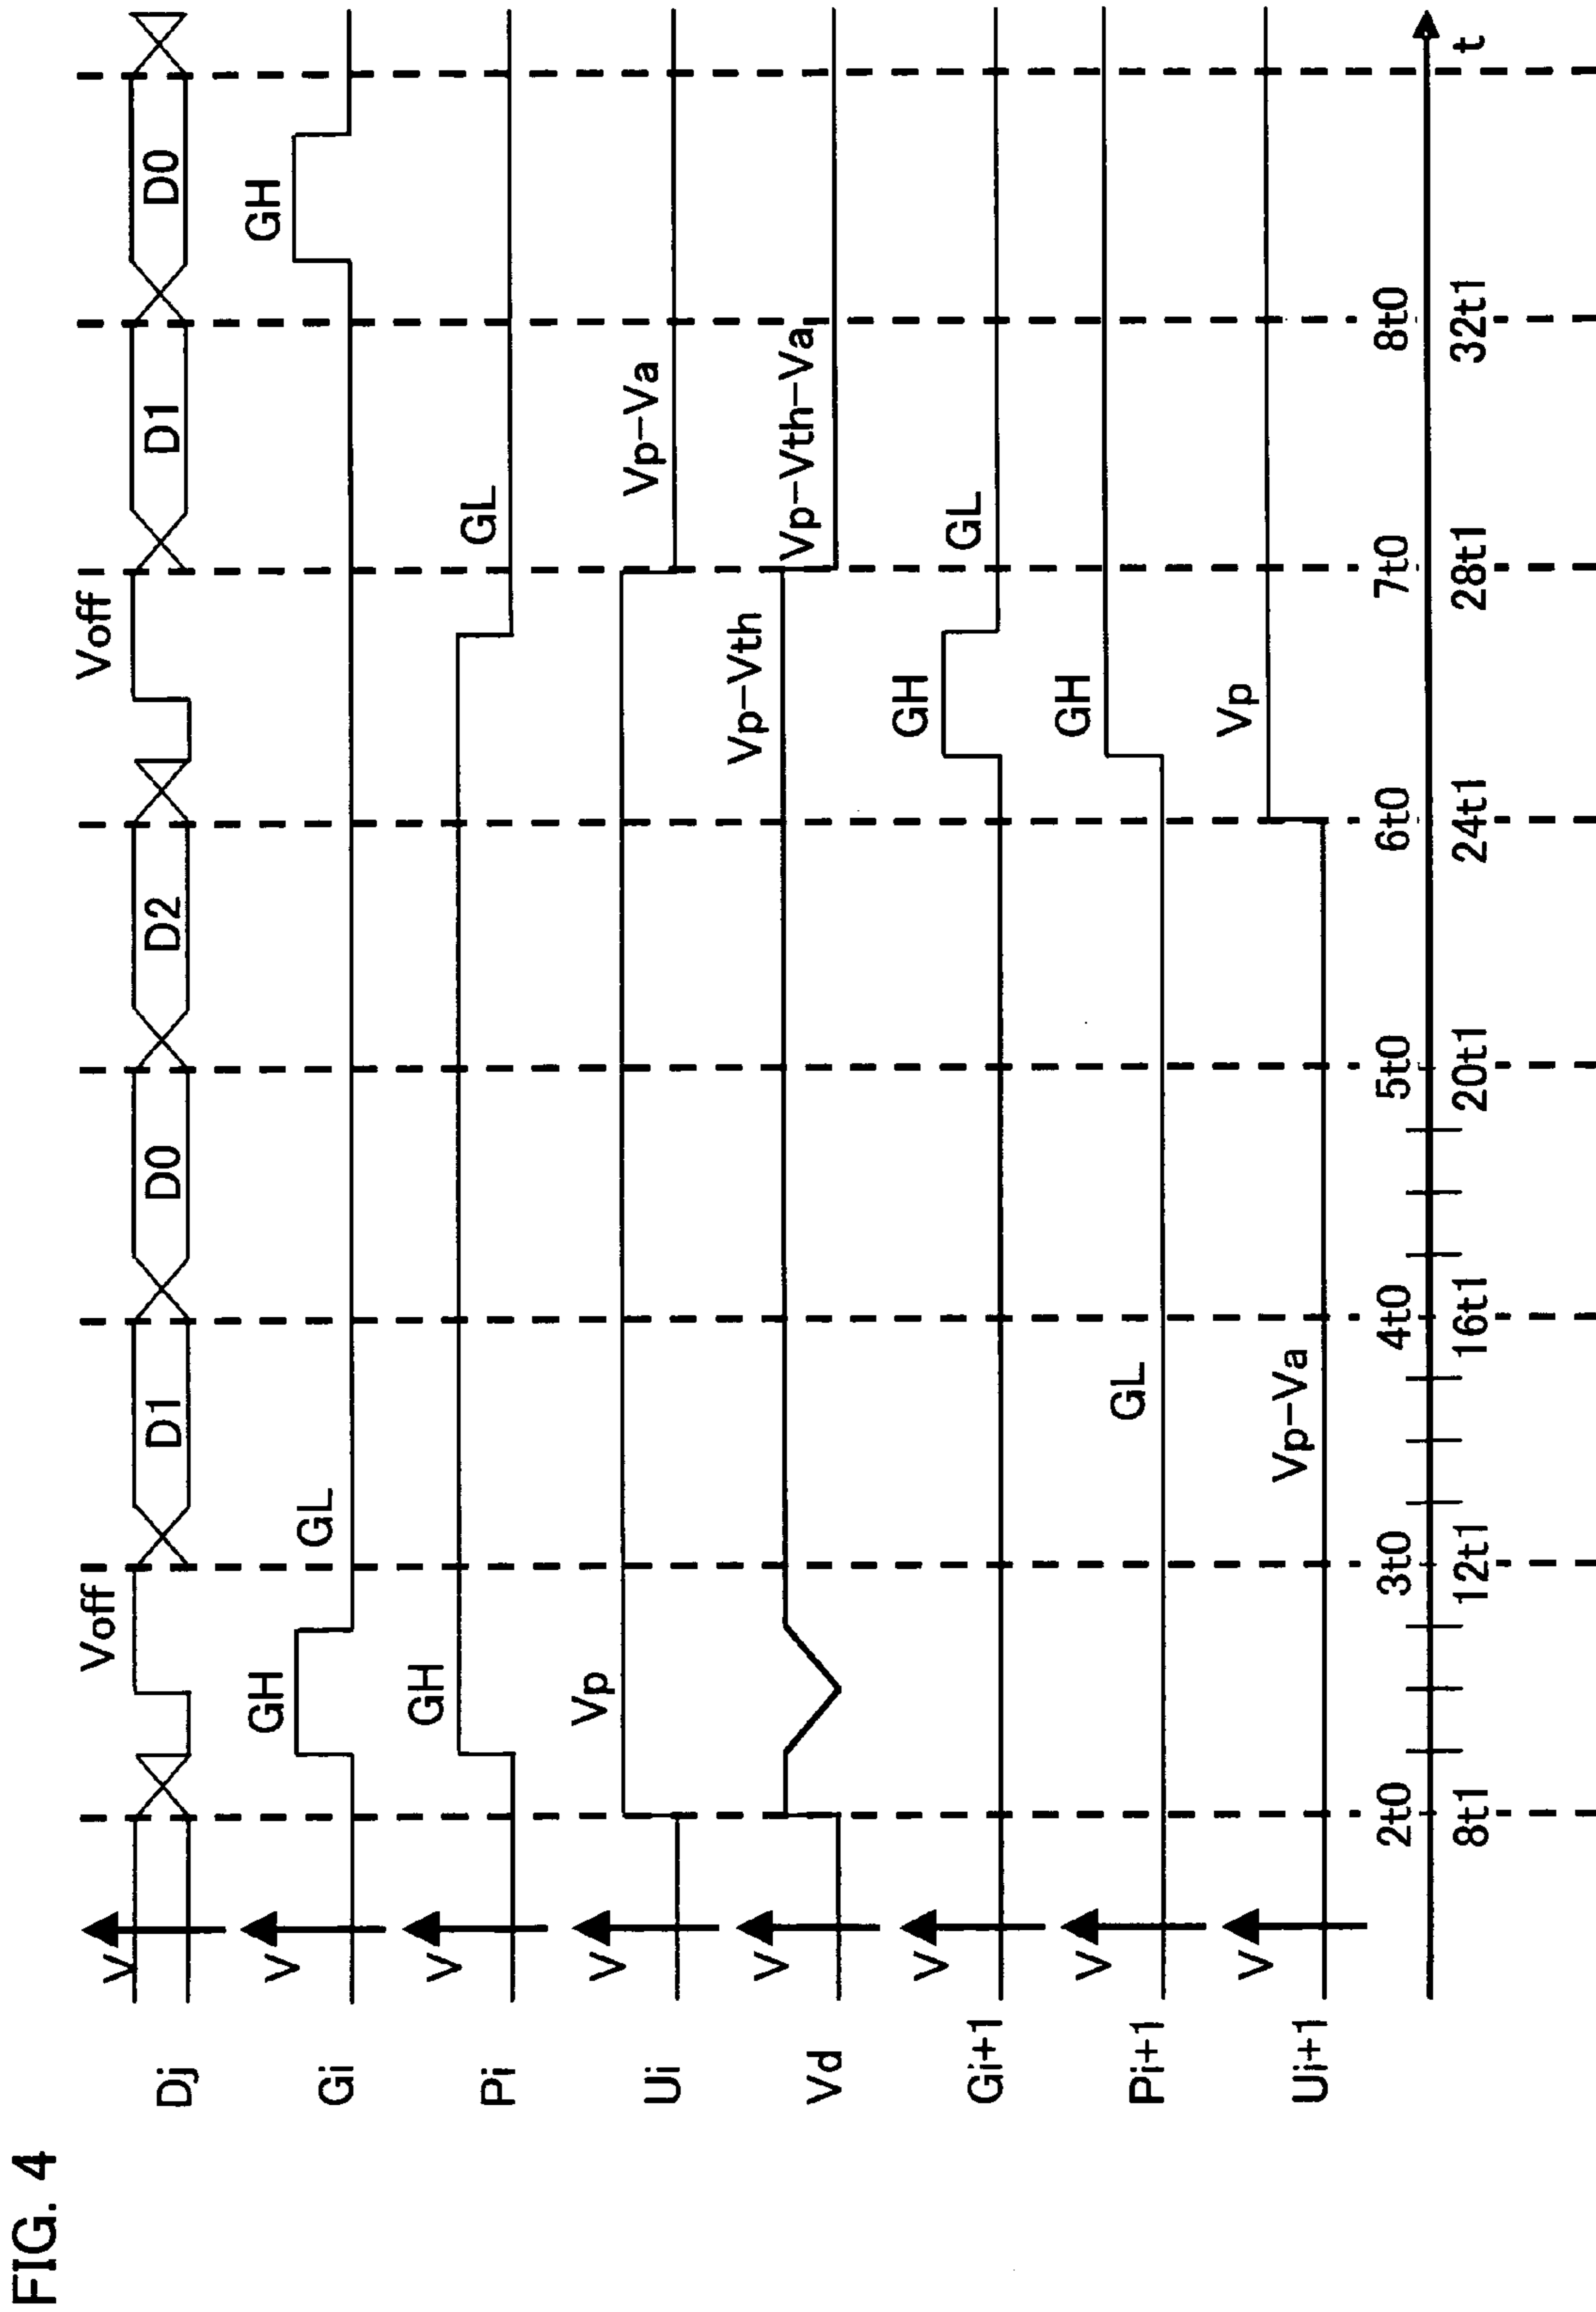 FIG. 4
Dj V Voff D1 D0 D2 Voff D1 D0
Gi V GH GL GH
Pi V GH GL
Ui V Vp Vp-Va
Vd V Vp-Vth Vp-Vth-Va
Gi+1 V GH GL
Pi+1 V GL GH
Ui+1 V Vp-Va Vp
2t0 3t0 4t0 5t0 6t0 7t0 8t0 t
8t1 12t1 16t1 20t1 24t1 28t1 32t1